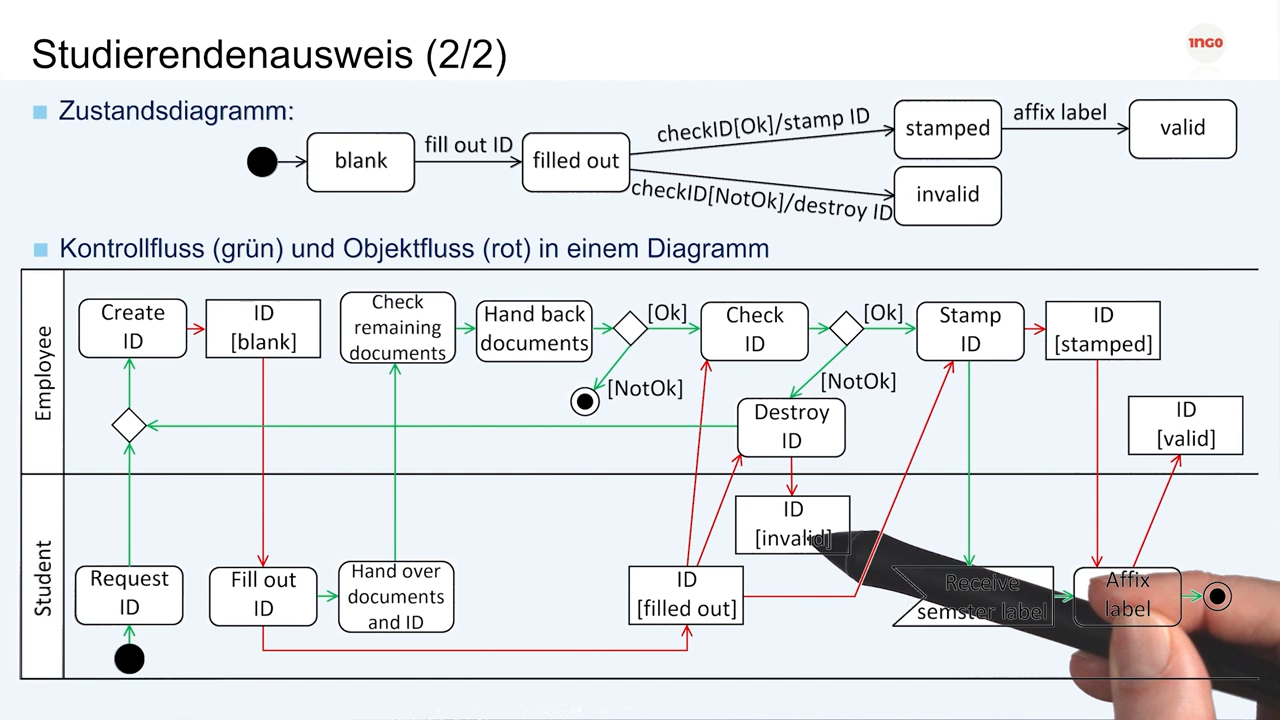 Studierendenausweis (2/2)
1NGO
Zustandsdiagramm:
blank
fill out ID
filled out
checkID[Ok]/stamp ID
checkID[NotOk]/destroy ID
stamped
affix label
valid
invalid
Kontrollfluss (grün) und Objektfluss (rot) in einem Diagramm
Employee
Create
ID
ID
[blank]
Check
remaining
documents
Hand back
documents
[Ok]
[NotOk]
Check
ID
[Ok]
[NotOk]
Stamp
ID
ID
[stamped]
Destroy
ID
ID
[valid]
Student
Request
ID
Fill out
ID
Hand over
documents
and ID
ID
[filled out]
ID
[invalid]
Receive
semster label
Affix
label